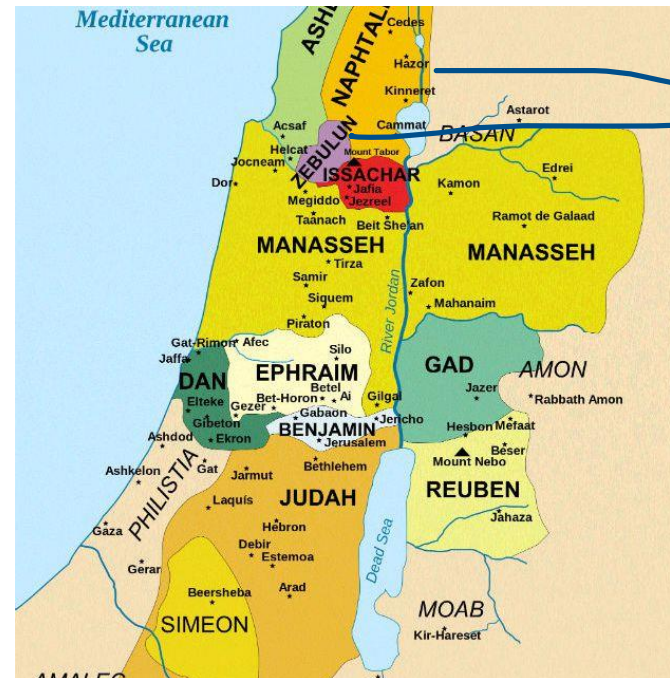 Mediterranean
Sea
ASHE
NAPHTALI
Cedes
Hazor
Kinneret
Cammat
Astarot
BASAN
Acsaf
Helcat
ZEBULUN
Mount Tabor
Jocneam
ISSACHAR
Edrei
Dor
Jafia
Kamon
Megiddo
Jezreel
Taanach
Beit Shean
Ramot de Galaad
MANASSEH
MANASSEH
Tirza
Samir
River Jordan
Zafon
Siquem
Mahanaim
Piraton
Gat-Rimon
Afec
Jaffa
Silo
GAD
AMON
DAN
EPHRAIM
Betel
Jazer
Rabbath Amon
Elteke
Bet-Horon
Ai
Gilgal
Gezer
Gabaon
Jencho
Gibeton
BENJAMIN
Hesbon
Mefaat
Ashdod
Ekron
Jerusalem
Beser
Ashkelon
PHILISTIA
Gat
Jarmut
Bethlehem
Mount Nebo
JUDAH
REUBEN
Laquís
Jahaza
Gaza
Hebron
Debir
Estemoa
Dead Sea
Gerar
Arad
Beersheba
MOAB
SIMEON
Kir-Hareset